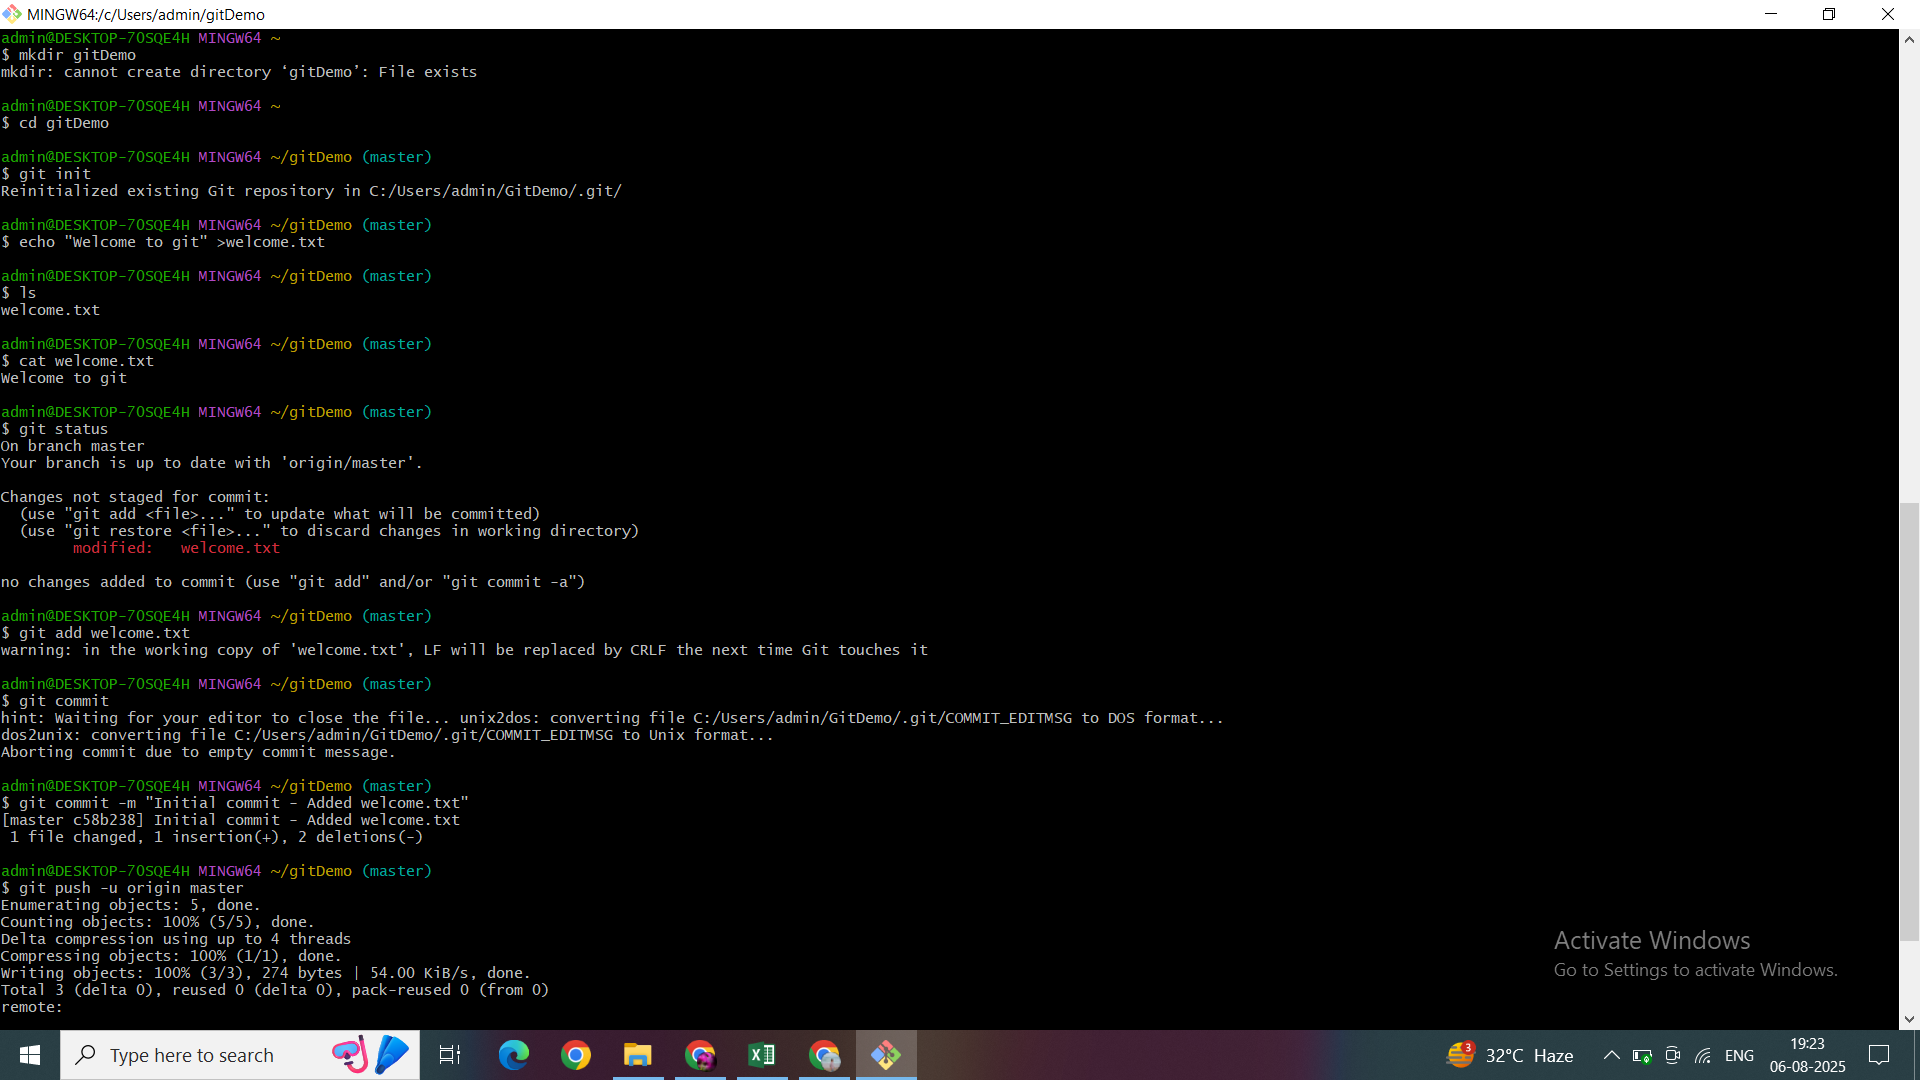 MINGW64:/c/Users/admin/gitDemo
admin@DESKTOP-7OSQE4H MINGW64 ~
$ mkdir gitDemo
mkdir: cannot create directory ‘gitDemo’: File exists
admin@DESKTOP-7OSQE4H MINGW64 ~
$ cd gitDemo
admin@DESKTOP-7OSQE4H MINGW64 ~/gitDemo (master)
$ git init
Reinitialized existing Git repository in C:/Users/admin/GitDemo/.git/
admin@DESKTOP-7OSQE4H MINGW64 ~/gitDemo (master)
$ echo "Welcome to git" >welcome.txt
admin@DESKTOP-7OSQE4H MINGW64 ~/gitDemo (master)
$ ls
welcome.txt
admin@DESKTOP-7OSQE4H MINGW64 ~/gitDemo (master)
$ cat welcome.txt
Welcome to git
admin@DESKTOP-7OSQE4H MINGW64 ~/gitDemo (master)
$ git status
On branch master
Your branch is up to date with 'origin/master'.
Changes not staged for commit:
  (use "git add <file>..." to update what will be committed)
  (use "git restore <file>..." to discard changes in working directory)
        modified:   welcome.txt
no changes added to commit (use "git add" and/or "git commit -a")
admin@DESKTOP-7OSQE4H MINGW64 ~/gitDemo (master)
$ git add welcome.txt
warning: in the working copy of 'welcome.txt', LF will be replaced by CRLF the next time Git touches it
admin@DESKTOP-7OSQE4H MINGW64 ~/gitDemo (master)
$ git commit
hint: Waiting for your editor to close the file... unix2dos: converting file C:/Users/admin/GitDemo/.git/COMMIT_EDITMSG to DOS format...
dos2unix: converting file C:/Users/admin/GitDemo/.git/COMMIT_EDITMSG to Unix format...
Aborting commit due to empty commit message.
admin@DESKTOP-7OSQE4H MINGW64 ~/gitDemo (master)
$ git commit -m "Initial commit - Added welcome.txt"
[master c58b238] Initial commit - Added welcome.txt
 1 file changed, 1 insertion(+), 2 deletions(-)
admin@DESKTOP-7OSQE4H MINGW64 ~/gitDemo (master)
$ git push -u origin master
Enumerating objects: 5, done.
Counting objects: 100% (5/5), done.
Delta compression using up to 4 threads
Compressing objects: 100% (1/1), done.
Writing objects: 100% (3/3), 274 bytes | 54.00 KiB/s, done.
Total 3 (delta 0), reused 0 (delta 0), pack-reused 0 (from 0)
remote:
Activate Windows
Go to Settings to activate Windows.
Type here to search
3
32°C Haze
ENG
19:23
06-08-2025